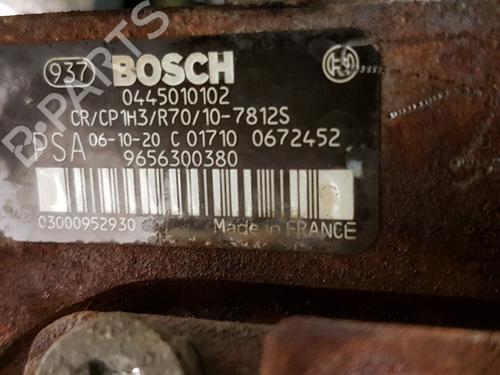 937 BOSCH
0445010102
CR/CP1H3/R70/10-7812S
PSA 06-10-20 C 01710 0672452
9656300380
03000952930 Made in FRANCE
B-PARTS